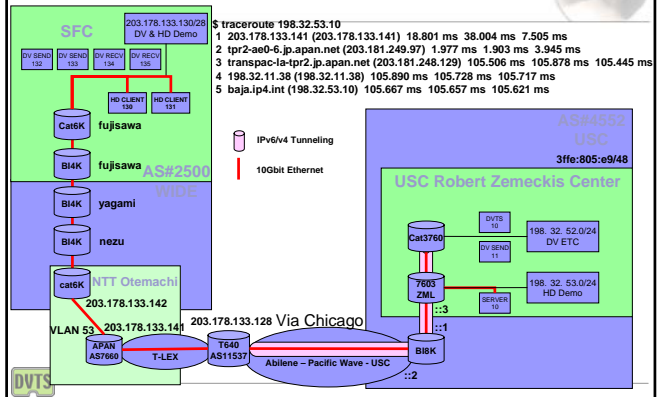 SFC
203.178.133.130/28
DV & HD Demo
DV SEND
132
DV SEND
133
DV RECV
134
DV RECV
135
HD CLIENT
130
HD CLIENT
131
Cat6K
fujisawa
BI4K
fujisawa
AS#2500
WIDE
BI4K
yagami
BI4K
nezu
cat6K
NTT Otemachi
203.178.133.142
VLAN 53
203.178.133.141
APAN
AS7660
T-LEX
203.178.133.128
Via Chicago
T640
AS11537
Abilene – Pacific Wave - USC
DVTS
$ traceroute 198.32.53.10
1 203.178.133.141 (203.178.133.141) 18.801 ms 38.004 ms 7.505 ms
2 tpr2-ae0-6.jp.apan.net (203.181.249.97) 1.977 ms 1.903 ms 3.945 ms
3 transpac-la-tpr2.jp.apan.net (203.181.248.129) 105.506 ms 105.878 ms 105.445 ms
4 198.32.11.38 (198.32.11.38) 105.890 ms 105.728 ms 105.717 ms
5 baja.ip4.int (198.32.53.10) 105.667 ms 105.657 ms 105.621 ms
IPv6/v4 Tunneling
10Gbit Ethernet
AS#4552
USC
3ffe:805:e9/48
USC Robert Zemeckis Center
Cat3760
DVTS
10
DV SEND
11
198. 32. 52.0/24
DV ETC
7603
ZML
SERVER
10
198. 32. 53.0/24
HD Demo
::3
::1
BI8K
::2